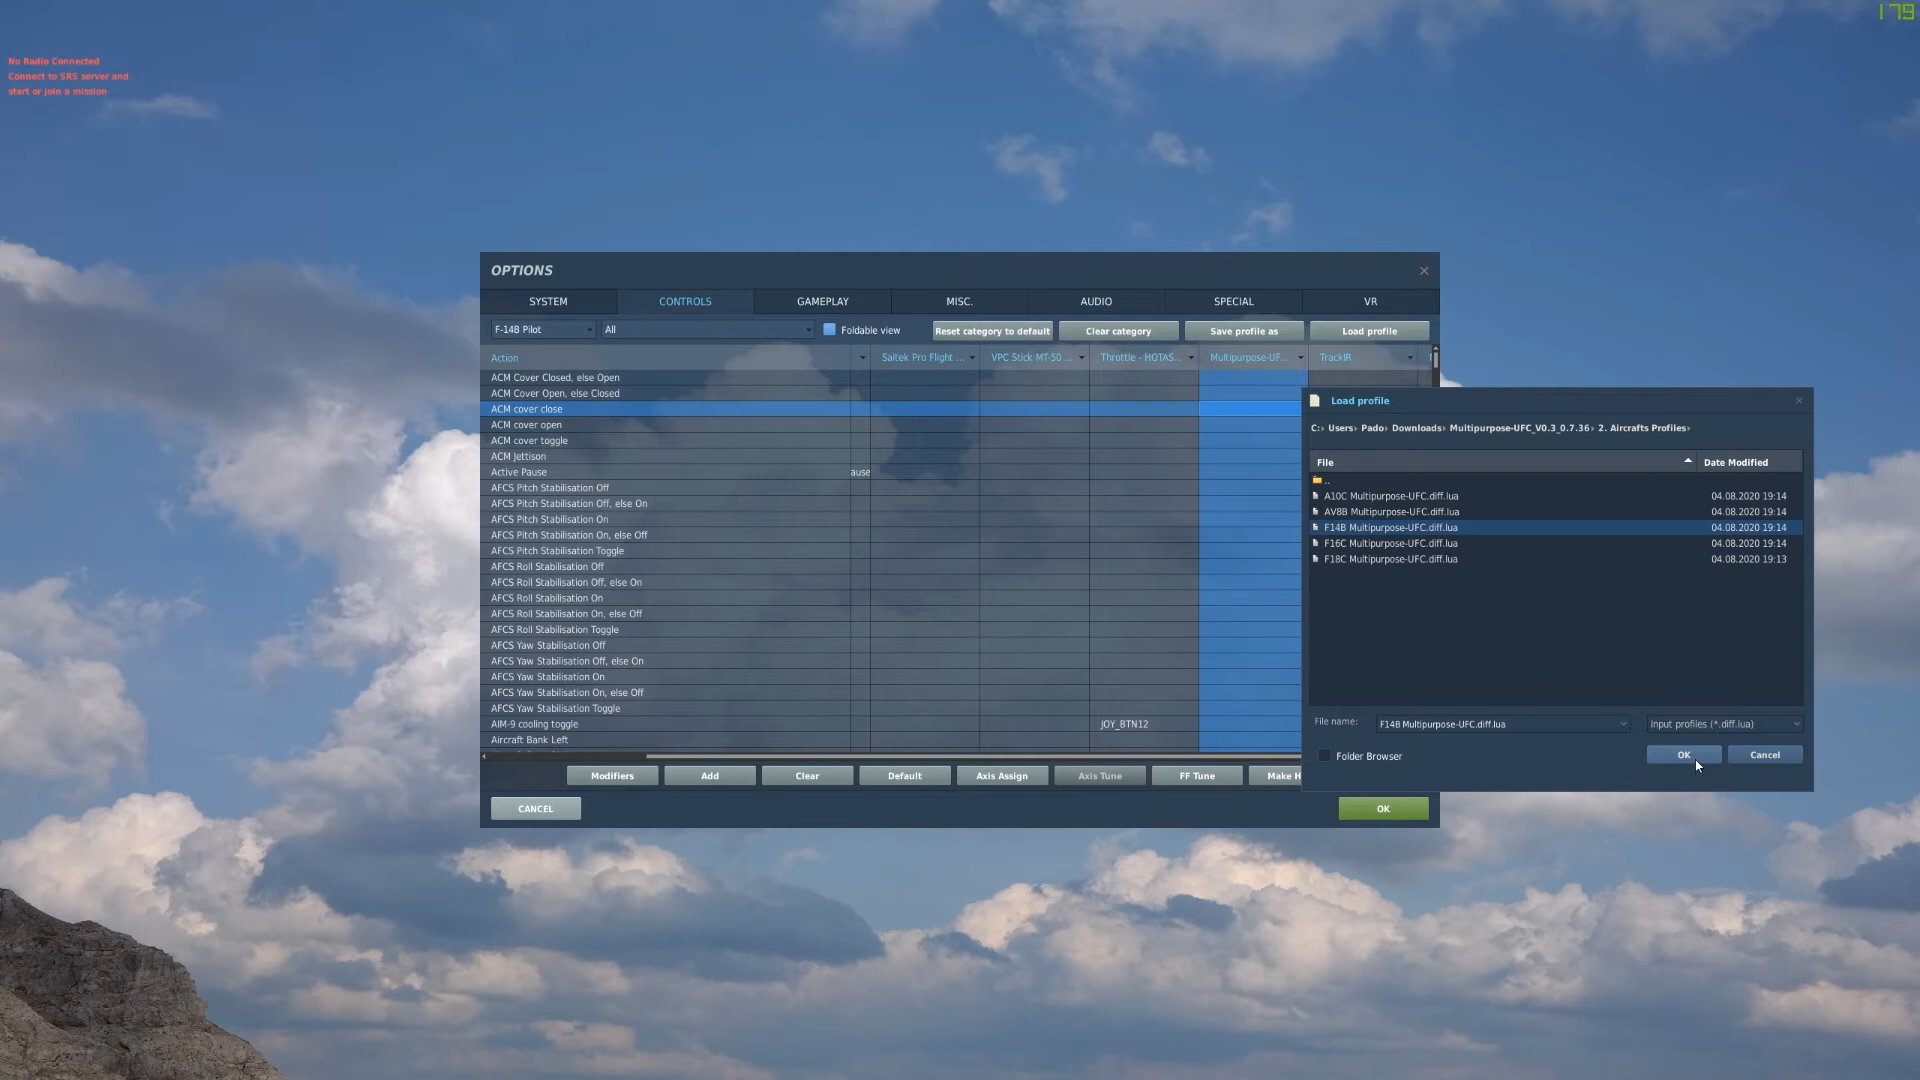 179
No Radio Connected
Connect to SRS server and
start or join a mission
OPTIONS
SYSTEM CONTROLS GAMEPLAY MISC. AUDIO SPECIAL VR
F-14B Pilot All Foldable view Reset category to default Clear category Save profile as Load profile
Action Saitek Pro Flight ... VPC Stick MT-50 ... Throttle - HOTAS... Multipurpose-UF... TrackIR
ACM Cover Closed, else Open
ACM Cover Open, else Closed
ACM cover close
ACM cover open
ACM cover toggle
ACM Jettison
Active Pause ause
AFCS Pitch Stabilisation Off
AFCS Pitch Stabilisation Off, else On
AFCS Pitch Stabilisation On
AFCS Pitch Stabilisation On, else Off
AFCS Pitch Stabilisation Toggle
AFCS Roll Stabilisation Off
AFCS Roll Stabilisation Off, else On
AFCS Roll Stabilisation On
AFCS Roll Stabilisation On, else Off
AFCS Roll Stabilisation Toggle
AFCS Yaw Stabilisation Off
AFCS Yaw Stabilisation Off, else On
AFCS Yaw Stabilisation On
AFCS Yaw Stabilisation On, else Off
AFCS Yaw Stabilisation Toggle
AIM-9 cooling toggle JOY_BTN12
Aircraft Bank Left
Modifiers Add Clear Default Axis Assign Axis Tune FF Tune Make H
CANCEL OK
Load profile
C: Users Pado Downloads Multipurpose-UFC_V0.3_0.7.36 2. Aircrafts Profiles
File Date Modified
..
A10C Multipurpose-UFC.diff.lua 04.08.2020 19:14
AV8B Multipurpose-UFC.diff.lua 04.08.2020 19:14
F14B Multipurpose-UFC.diff.lua 04.08.2020 19:14
F16C Multipurpose-UFC.diff.lua 04.08.2020 19:14
F18C Multipurpose-UFC.diff.lua 04.08.2020 19:13
File name: F14B Multipurpose-UFC.diff.lua Input profiles (*.diff.lua)
Folder Browser OK Cancel